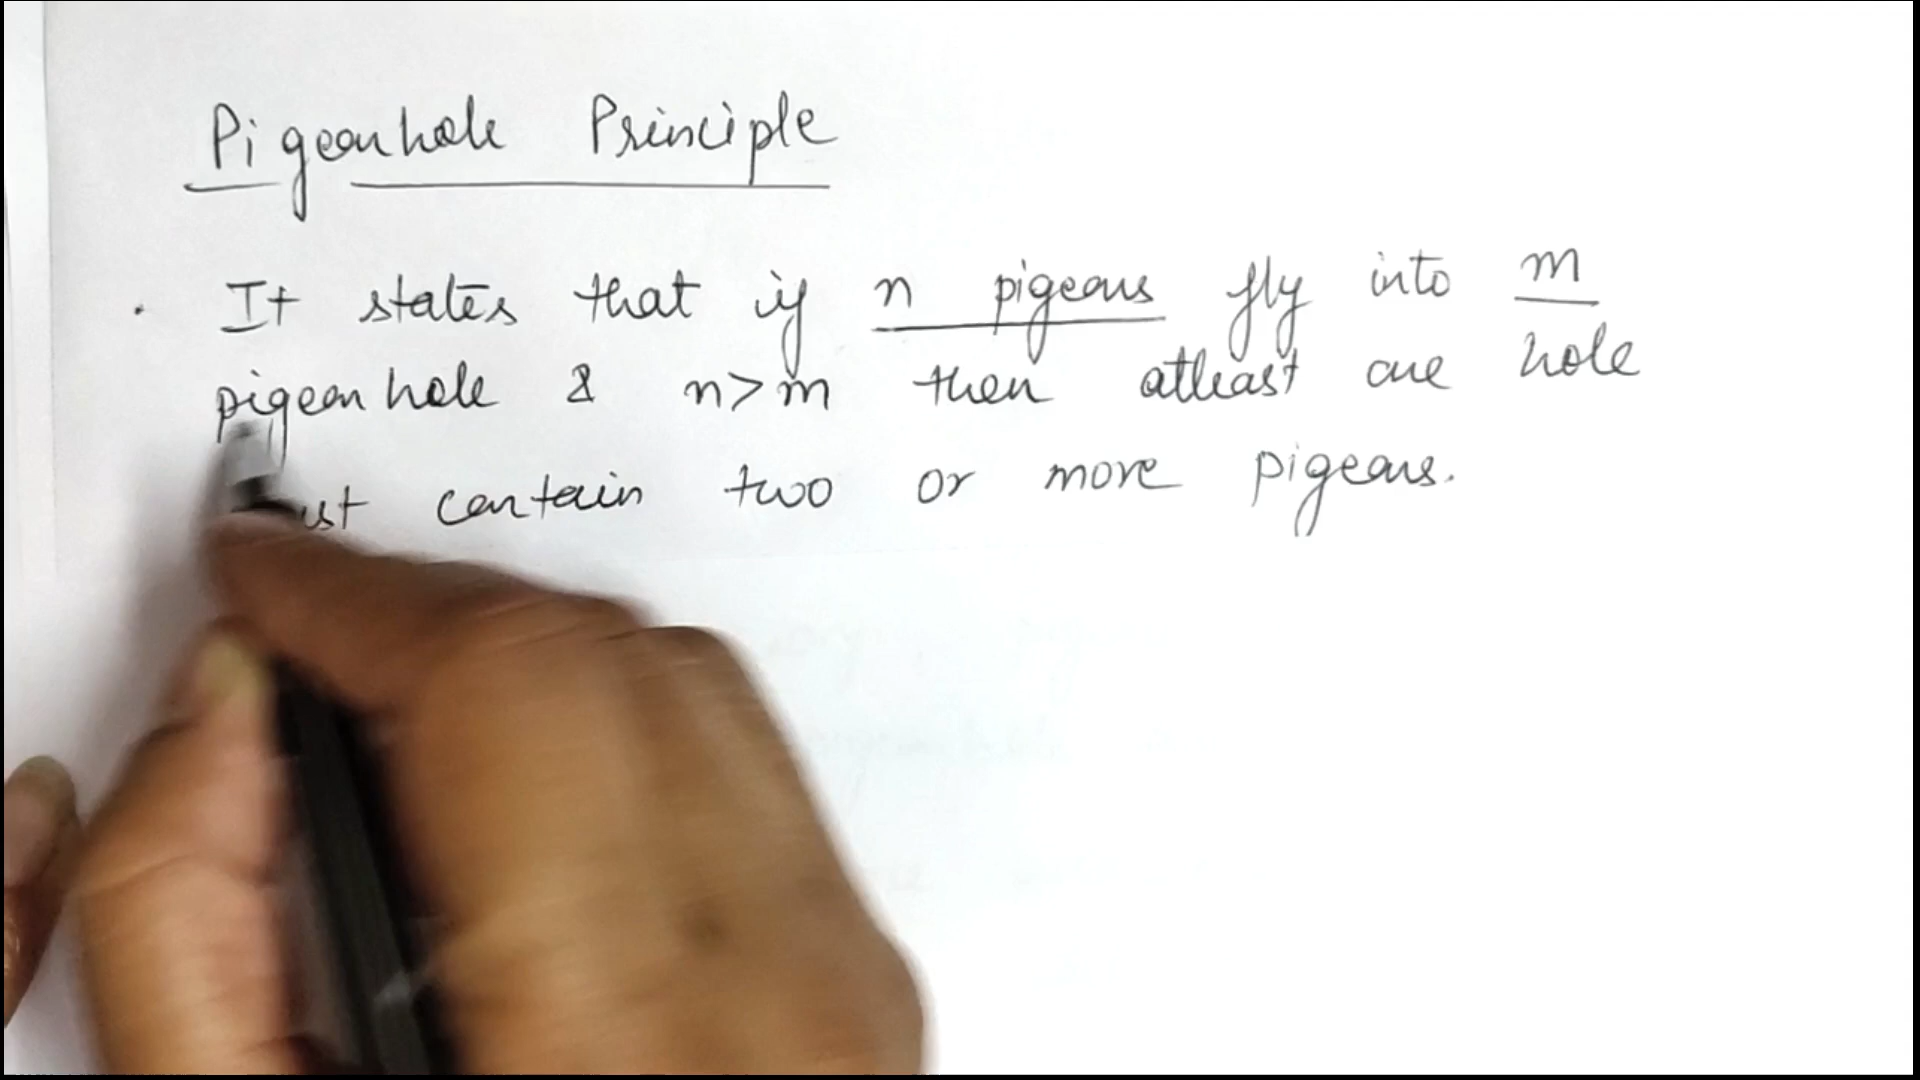 Pigeonhole Principle
. It states that if n pigeons fly into m
pigeonhole & n>m then atleast one hole
ust contain two or more pigeons.